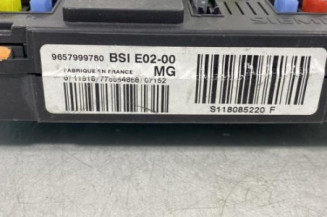 9657999780 BSI E02-00
FABRIQUE EN FRANCE MG
S118085220 F